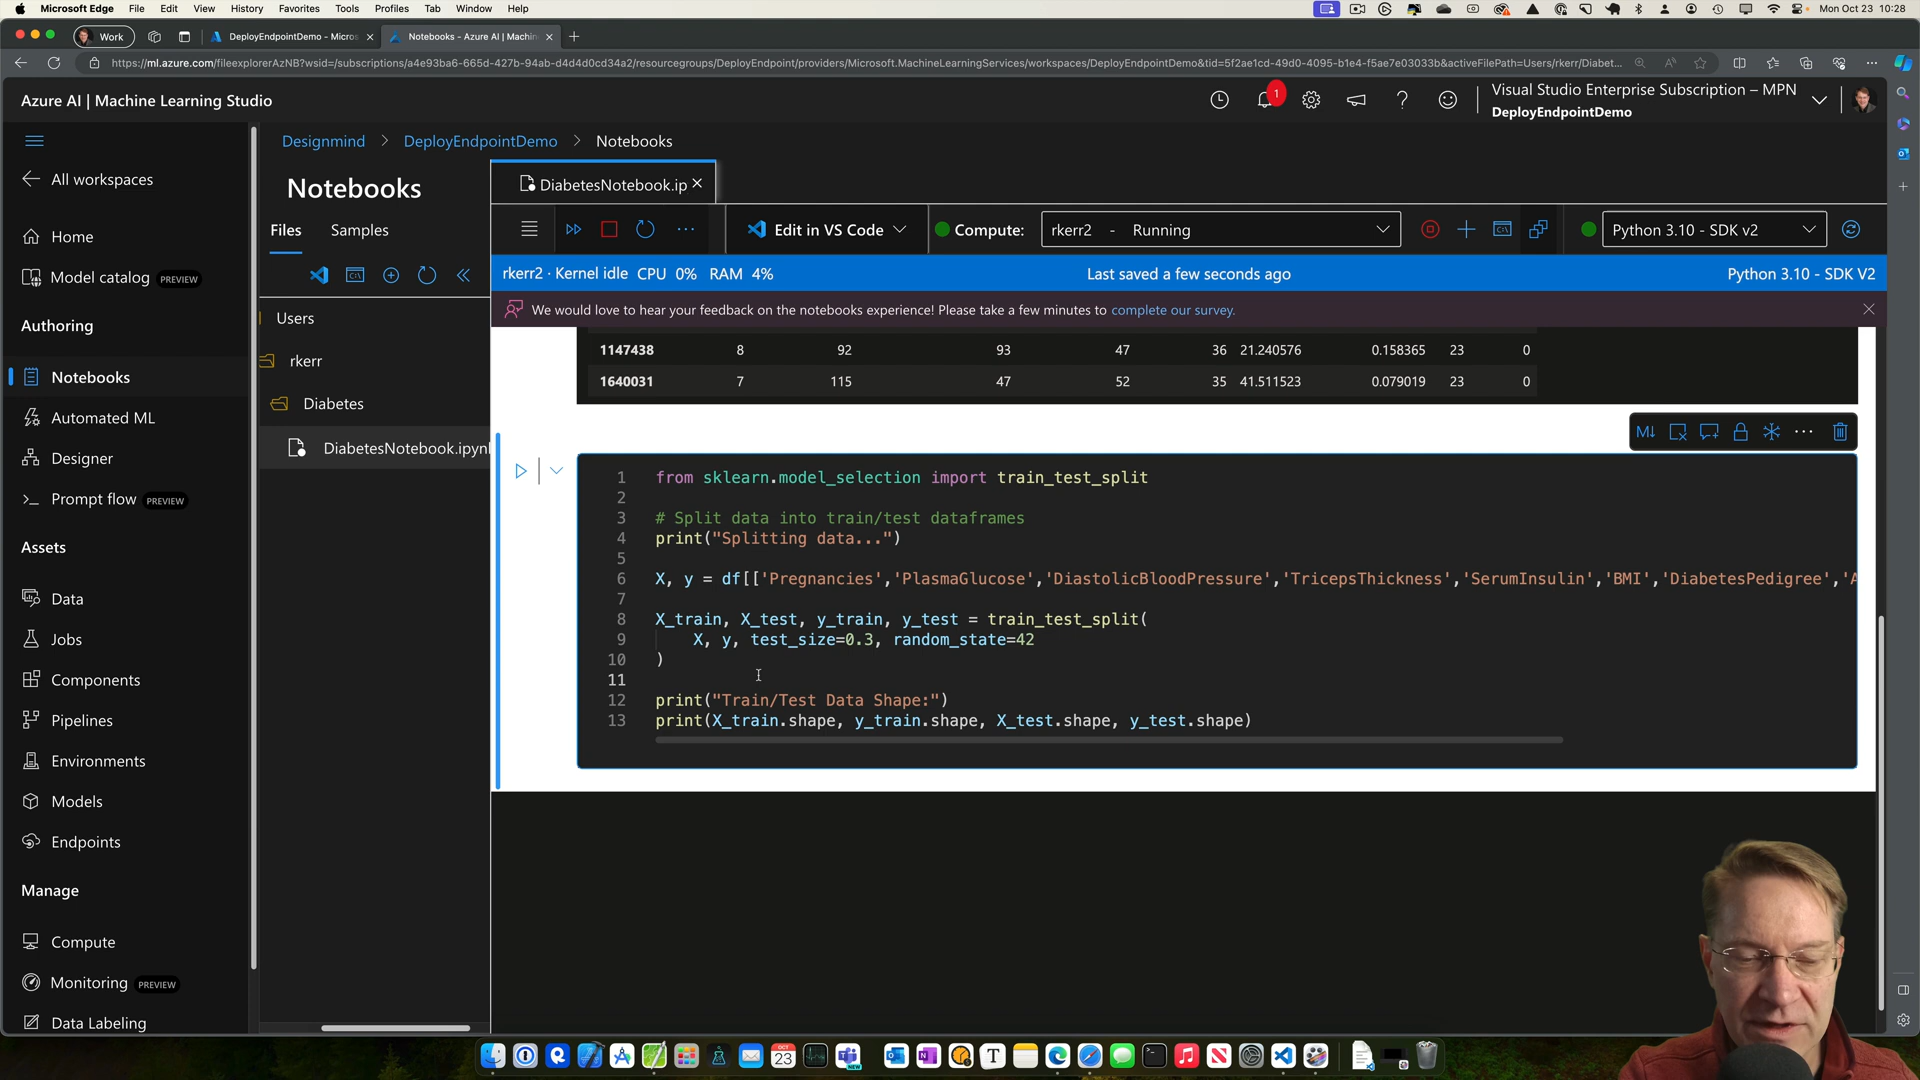 Microsoft Edge File Edit View History Favorites Tools Profiles Tab Window Help
Mon Oct 23 10:28
Work
DeployEndpointDemo - Micros
Notebooks - Azure AI | Machin
https://ml.azure.com/fileexplorerAzNB?wsid=/subscriptions/a4e93ba6-665d-427b-94ab-d4d4d0cd34a2/resourcegroups/DeployEndpoint/providers/Microsoft.MachineLearningServices/workspaces/DeployEndpointDemo&tid=5f2ae1cd-49d0-4095-b1e4-f5ae7e03033b&activeFilePath=Users/rkerr/Diabet...
Azure AI | Machine Learning Studio
1
Visual Studio Enterprise Subscription – MPN
DeployEndpointDemo
All workspaces
Home
Model catalog PREVIEW
Authoring
Notebooks
Automated ML
Designer
Prompt flow PREVIEW
Assets
Data
Jobs
Components
Pipelines
Environments
Models
Endpoints
Manage
Compute
Monitoring PREVIEW
Data Labeling
Designmind > DeployEndpointDemo > Notebooks
Notebooks
Files Samples
Users
rkerr
Diabetes
DiabetesNotebook.ipynb
DiabetesNotebook.ip
Edit in VS Code
Compute: rkerr2 - Running
Python 3.10 - SDK v2
rkerr2 · Kernel idle CPU 0% RAM 4%
Last saved a few seconds ago
Python 3.10 - SDK V2
We would love to hear your feedback on the notebooks experience! Please take a few minutes to complete our survey.
1147438 8 92 93 47 36 21.240576 0.158365 23 0
1640031 7 115 47 52 35 41.511523 0.079019 23 0
M↓
1 from sklearn.model_selection import train_test_split
2
3 # Split data into train/test dataframes
4 print("Splitting data...")
5
6 X, y = df[['Pregnancies','PlasmaGlucose','DiastolicBloodPressure','TricepsThickness','SerumInsulin','BMI','DiabetesPedigree','A
7
8 X_train, X_test, y_train, y_test = train_test_split(
9 X, y, test_size=0.3, random_state=42
10 )
11
12 print("Train/Test Data Shape:")
13 print(X_train.shape, y_train.shape, X_test.shape, y_test.shape)
OCT
23
NEW